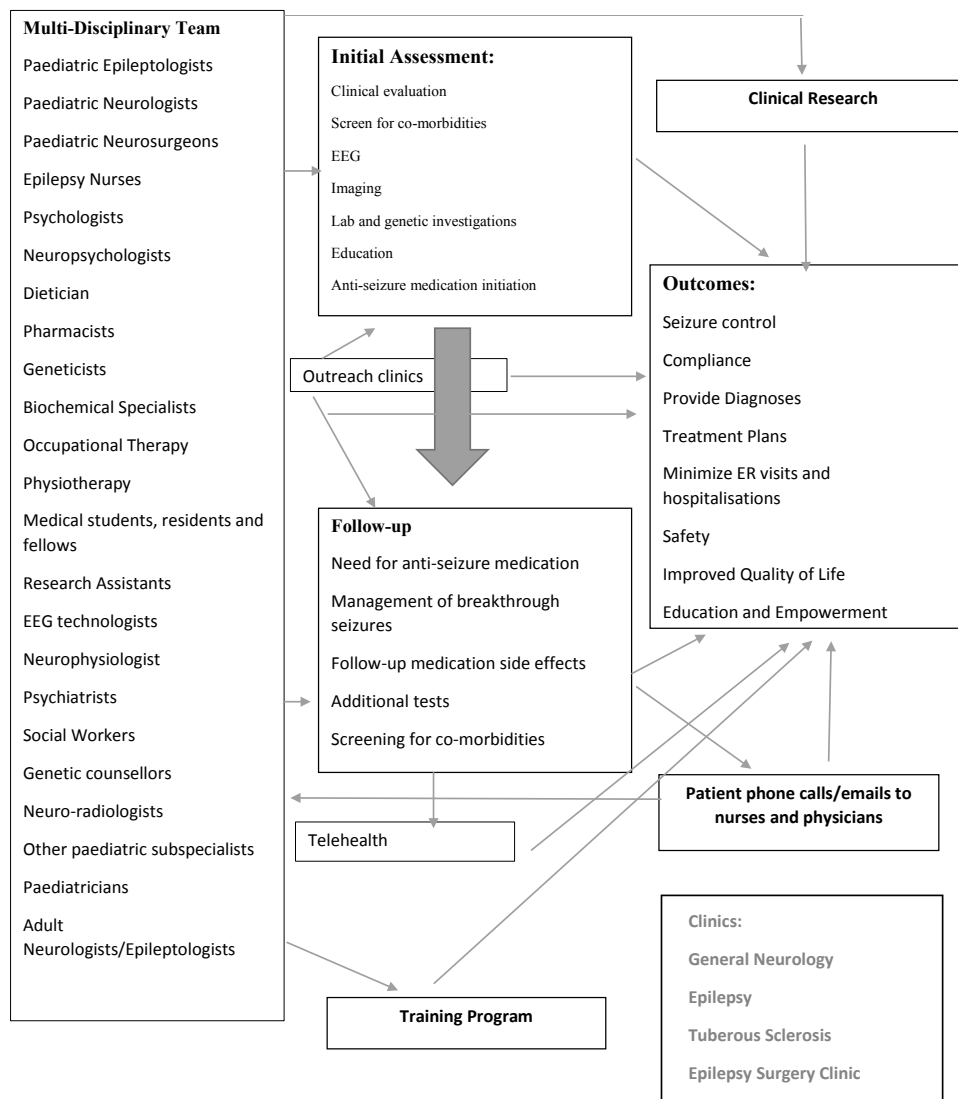 Multi-Disciplinary Team
Paediatric Epileptologists
Paediatric Neurologists
Paediatric Neurosurgeons
Epilepsy Nurses
Psychologists
Neuropsychologists
Dietician
Pharmacists
Geneticists
Biochemical Specialists
Occupational Therapy
Physiotherapy
Medical students, residents and
fellows
Research Assistants
EEG technologists
Neurophysiologist
Psychiatrists
Social Workers
Genetic counsellors
Neuro-radiologists
Other paediatric subspecialists
Paediatricians
Adult
Neurologists/Epileptologists
Initial Assessment:
Clinical evaluation
Screen for co-morbidities
EEG
Imaging
Lab and genetic investigations
Education
Anti-seizure medication initiation
Outreach clinics
Follow-up
Need for anti-seizure medication
Management of breakthrough
seizures
Follow-up medication side effects
Additional tests
Screening for co-morbidities
Telehealth
Training Program
Clinical Research
Outcomes:
Seizure control
Compliance
Provide Diagnoses
Treatment Plans
Minimize ER visits and
hospitalisations
Safety
Improved Quality of Life
Education and Empowerment
Patient phone calls/emails to
nurses and physicians
Clinics:
General Neurology
Epilepsy
Tuberous Sclerosis
Epilepsy Surgery Clinic